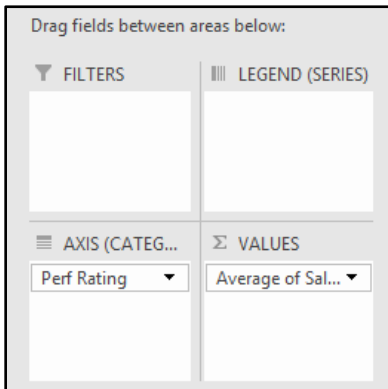 Drag fields between areas below:
FILTERS
LEGEND (SERIES)
AXIS (CATEG...
Σ VALUES
Perf Rating
Average of Sal...